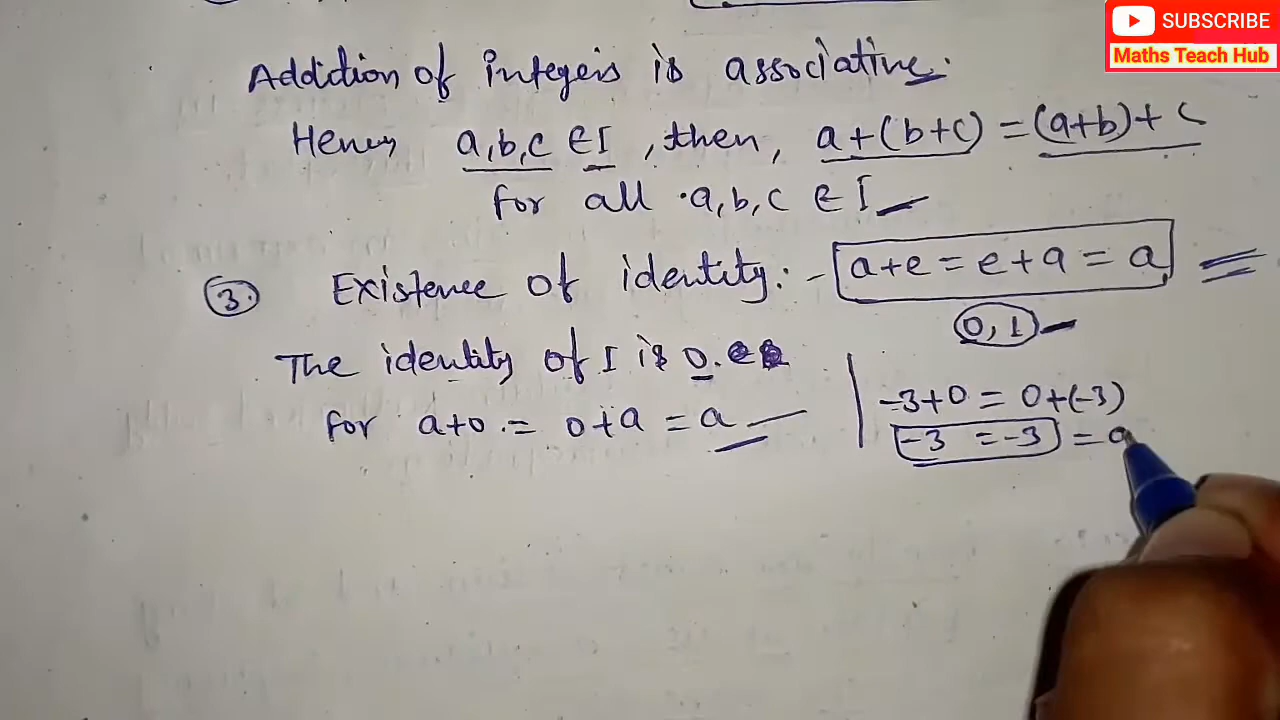 SUBSCRIBE
Maths Teach Hub
Addition of integers is associative.
Hence, a,b,c ∈ I, then, a+(b+c) = (a+b)+c
for all a,b,c ∈ I
3. Existence of identity:- a+e = e+a = a
0,1
The identity of I is 0.
for a+0 = 0+a = a
-3+0 = 0+(-3)
-3 = -3 = a